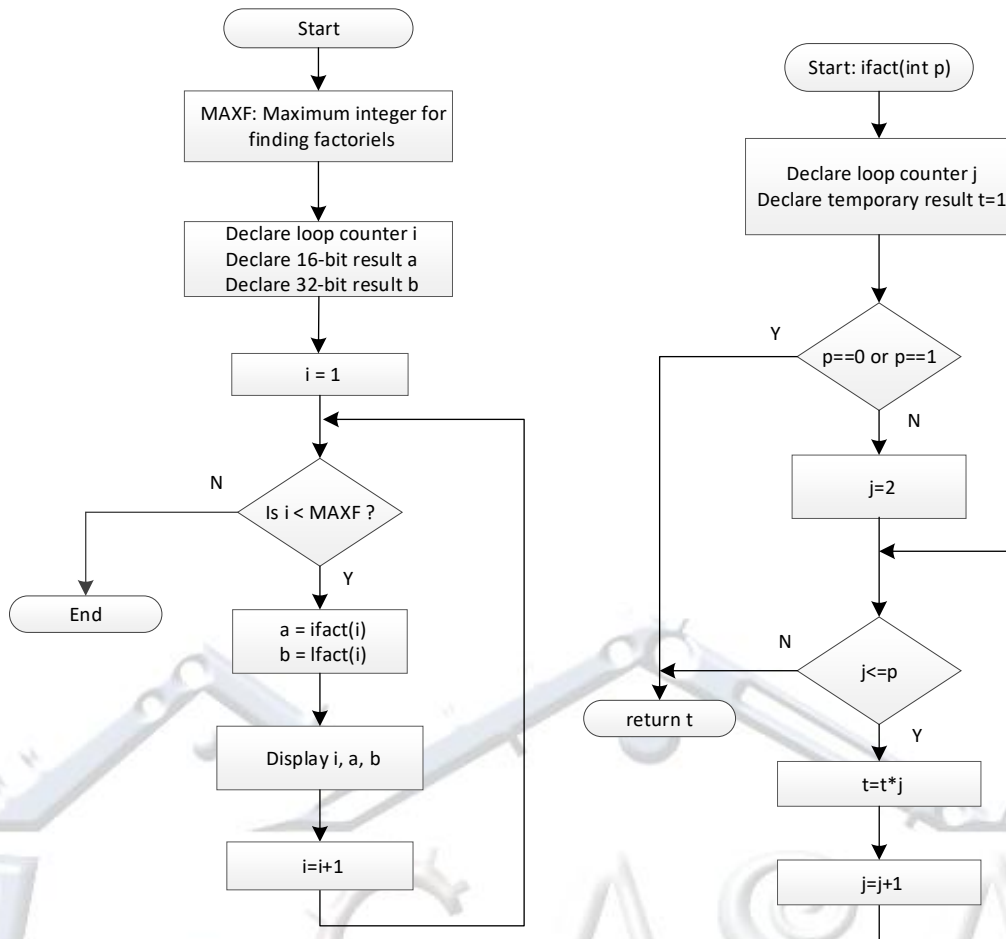 Start
MAXF: Maximum integer for
finding factoriels
Declare loop counter i
Declare 16-bit result a
Declare 32-bit result b
i = 1
N
Is i < MAXF ?
Y
End
a = ifact(i)
b = lfact(i)
Display i, a, b
i=i+1
Start: ifact(int p)
Declare loop counter j
Declare temporary result t=1
Y
p==0 or p==1
N
j=2
N
j<=p
return t
Y
t=t*j
j=j+1